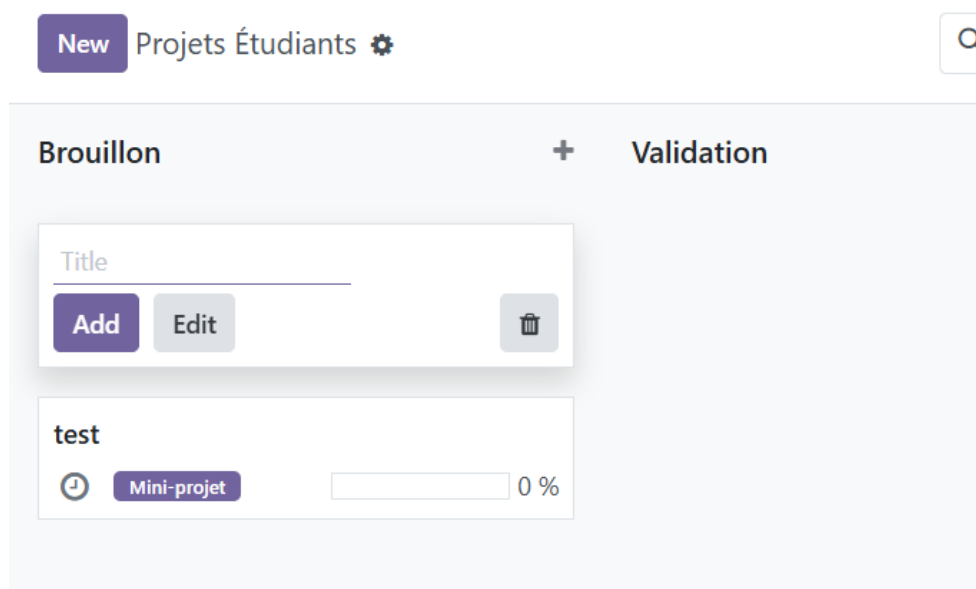 New Projets Étudiants
Brouillon
Validation
Title
Add Edit
test
Mini-projet 0 %